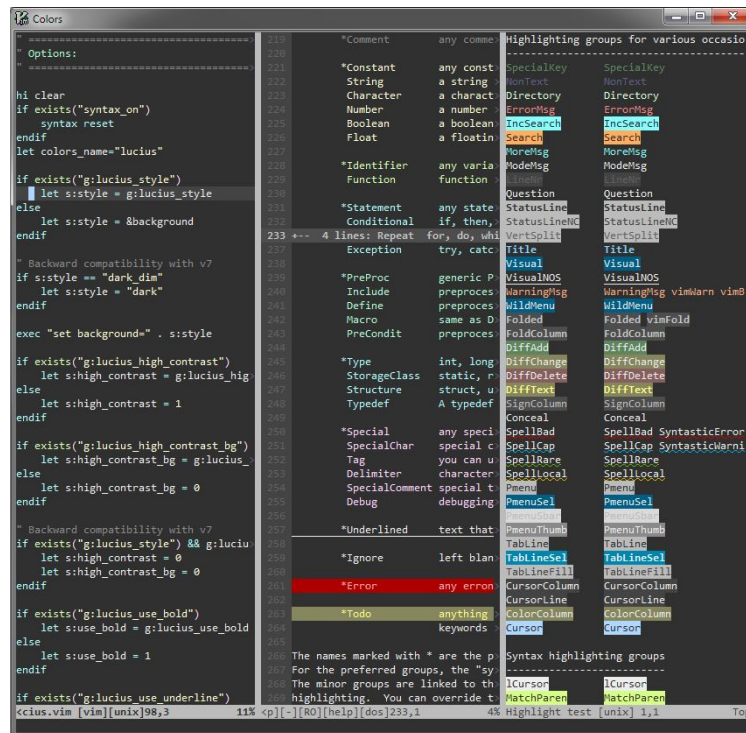 Colors
" ===================================>
" Options:
" ===================================>
hi clear
if exists("syntax_on")
syntax reset
endif
let colors_name="lucius"
if exists("g:lucius_style")
let s:style = g:lucius_style
else
let s:style = &background
endif
" Backward compatibility with v7
if s:style == "dark_dim"
let s:style = "dark"
endif
exec "set background=" . s:style
if exists("g:lucius_high_contrast")
let s:high_contrast = g:lucius_hig>
else
let s:high_contrast = 1
endif
if exists("g:lucius_high_contrast_bg")
let s:high_contrast_bg = g:lucius_>
else
let s:high_contrast_bg = 0
endif
" Backward compatibility with v7
if exists("g:lucius_style") && g:luciu>
let s:high_contrast = 0
let s:high_contrast_bg = 0
endif
if exists("g:lucius_use_bold")
let s:use_bold = g:lucius_use_bold
else
let s:use_bold = 1
endif
if exists("g:lucius_use_underline")
<cius.vim [vim][unix]98,3 11%
219 *Comment any comme>
220
221 *Constant any const>
222 String a string >
223 Character a charact>
224 Number a number >
225 Boolean a boolean>
226 Float a floatin>
227
228 *Identifier any varia>
229 Function function >
230
231 *Statement any state>
232 Conditional if, then,>
233 +-- 4 lines: Repeat for, do, whi
237 Exception try, catc>
238
239 *PreProc generic P>
240 Include preproces>
241 Define preproces>
242 Macro same as D>
243 PreCondit preproces>
244
245 *Type int, long>
246 StorageClass static, r>
247 Structure struct, u>
248 Typedef A typedef>
249
250 *Special any speci>
251 SpecialChar special c>
252 Tag you can u>
253 Delimiter character>
254 SpecialComment special t>
255 Debug debugging>
256
257 *Underlined text that>
258
259 *Ignore left blan>
260
261 *Error any erron>
262
263 *Todo anything >
264 keywords >
265
266 The names marked with * are the p>
267 For the preferred groups, the "sy>
268 The minor groups are linked to th>
269 highlighting.  You can override t>
<p][-][RO][help][dos]233,1 4%
Highlighting groups for various occasio
---------------------------------------
SpecialKey SpecialKey
NonText NonText
Directory Directory
ErrorMsg ErrorMsg
IncSearch IncSearch
Search Search
MoreMsg MoreMsg
ModeMsg ModeMsg
LineNr LineNr
Question Question
StatusLine StatusLine
StatusLineNC StatusLineNC
VertSplit VertSplit
Title Title
Visual Visual
VisualNOS VisualNOS
WarningMsg WarningMsg vimWarn vimB
WildMenu WildMenu
Folded Folded vimFold
FoldColumn FoldColumn
DiffAdd DiffAdd
DiffChange DiffChange
DiffDelete DiffDelete
DiffText DiffText
SignColumn SignColumn
Conceal Conceal
SpellBad SpellBad SyntasticError
SpellCap SpellCap SyntasticWarni
SpellRare SpellRare
SpellLocal SpellLocal
Pmenu Pmenu
PmenuSel PmenuSel
PmenuSbar PmenuSbar
PmenuThumb PmenuThumb
TabLine TabLine
TabLineSel TabLineSel
TabLineFill TabLineFill
CursorColumn CursorColumn
CursorLine CursorLine
ColorColumn ColorColumn
Cursor Cursor
Syntax highlighting groups
--------------------------
lCursor lCursor
MatchParen MatchParen
Highlight test [unix] 1,1 To